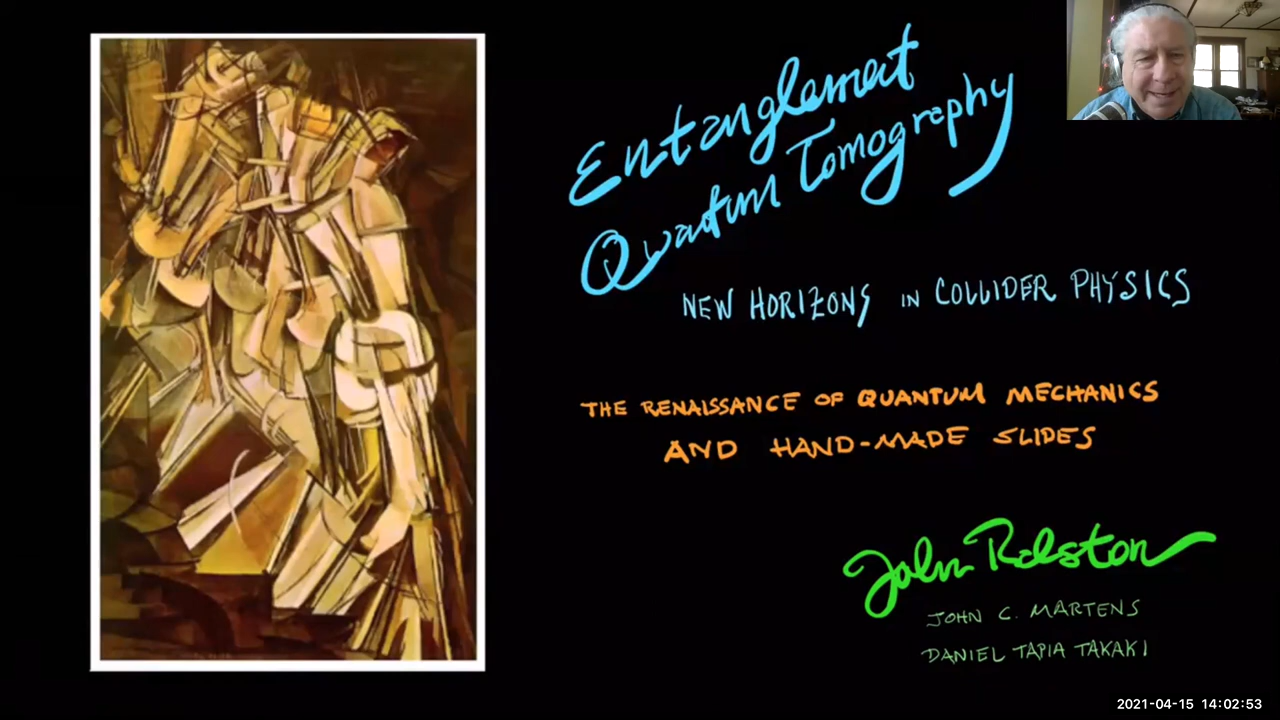 Entanglement
Quantum Tomography
NEW HORIZONS IN COLLIDER PHYSICS
THE RENAISSANCE OF QUANTUM MECHANICS
AND HAND-MADE SLIDES
John Ralston
JOHN C. MARTENS
DANIEL TAPIA TAKAKI
2021-04-15 14:02:53